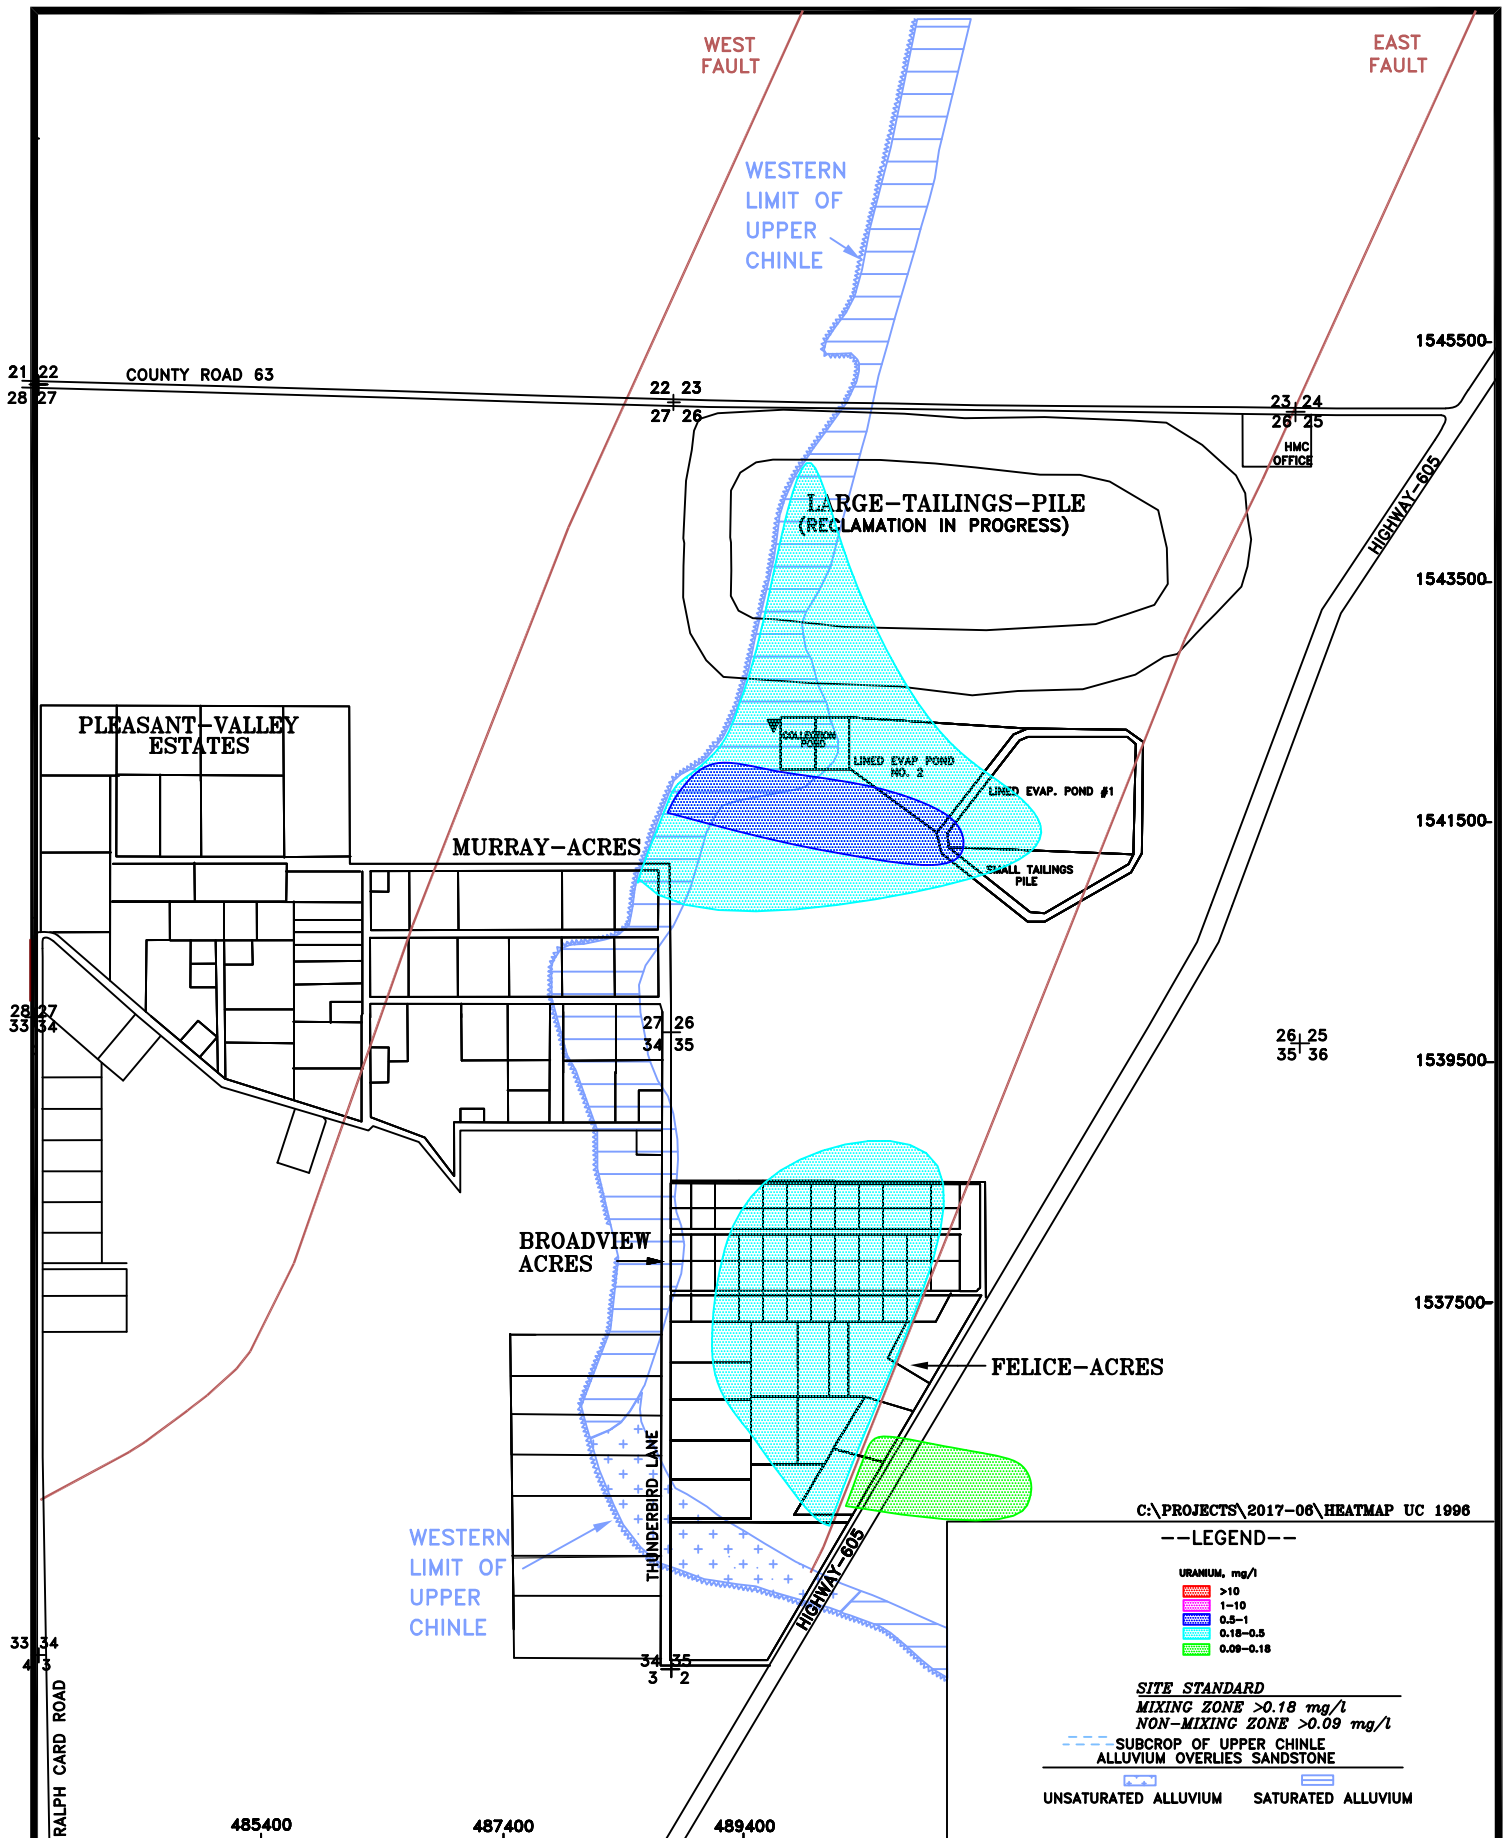 WEST
FAULT
EAST
FAULT
WESTERN
LIMIT OF
UPPER
CHINLE
1545500
21 22
28 27
COUNTY ROAD 63
22 23
27 26
23 24
26 25
HMC
OFFICE
HIGHWAY-605
LARGE-TAILINGS-PILE
(RECLAMATION IN PROGRESS)
1543500
PLEASANT-VALLEY
ESTATES
COLLECTION
POND
LINED EVAP POND
NO. 2
LINED EVAP. POND #1
1541500
MURRAY-ACRES
SMALL TAILINGS
PILE
28 27
33 34
27 26
34 35
26 25
35 36
1539500
BROADVIEW
ACRES
1537500
FELICE-ACRES
THUNDERBIRD LANE
WESTERN
LIMIT OF
UPPER
CHINLE
HIGHWAY-605
33 34
4 3
34 35
3 2
RALPH CARD ROAD
485400
487400
489400
C:\PROJECTS\2017-06\HEATMAP UC 1996
--LEGEND--
URANIUM, mg/l
>10
1-10
0.5-1
0.18-0.5
0.09-0.18
SITE STANDARD
MIXING ZONE >0.18 mg/l
NON-MIXING ZONE >0.09 mg/l
SUBCROP OF UPPER CHINLE
ALLUVIUM OVERLIES SANDSTONE
UNSATURATED ALLUVIUM
SATURATED ALLUVIUM